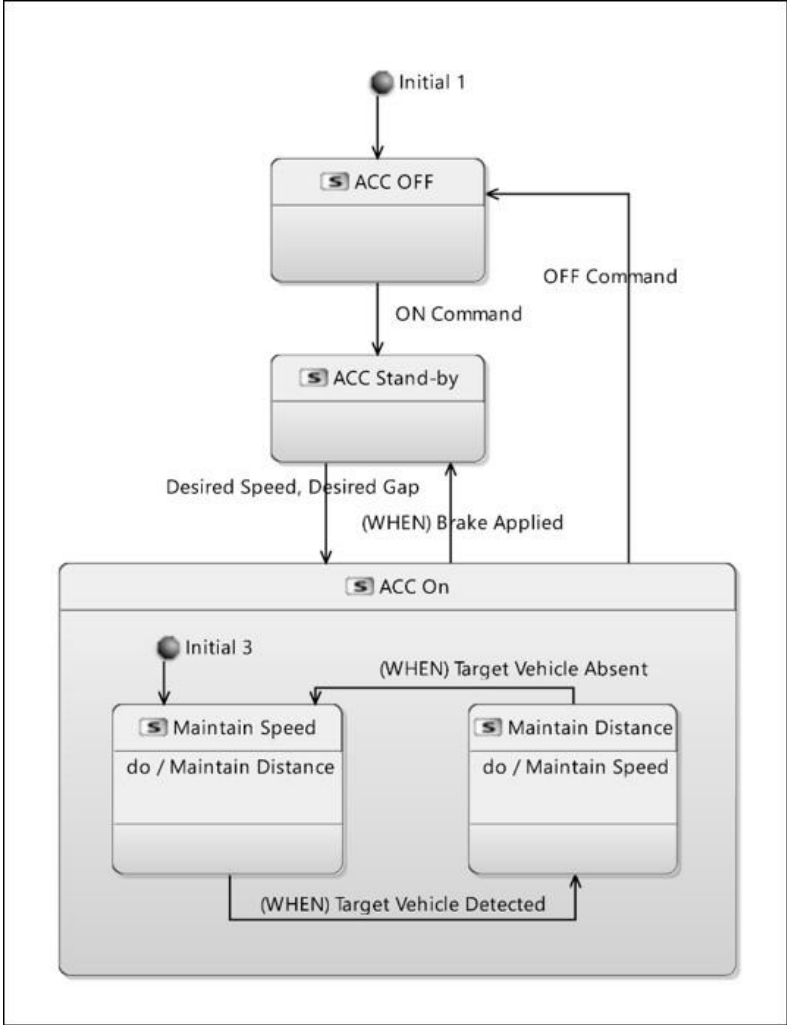 Initial 1
S ACC OFF
OFF Command
ON Command
S ACC Stand-by
Desired Speed, Desired Gap
(WHEN) Brake Applied
S ACC On
Initial 3
(WHEN) Target Vehicle Absent
S Maintain Speed
S Maintain Distance
do / Maintain Distance
do / Maintain Speed
(WHEN) Target Vehicle Detected